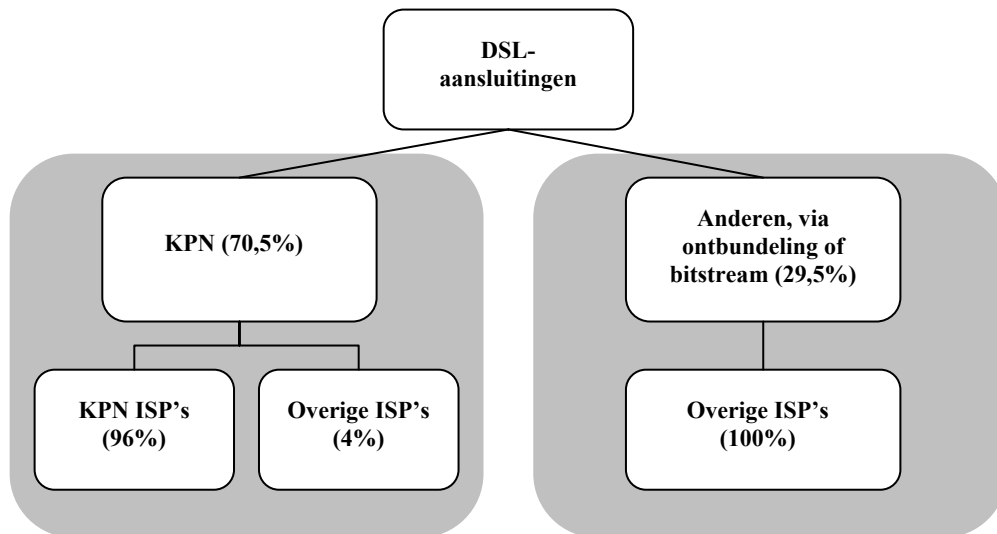 DSL-
aansluitingen
KPN (70,5%)
Anderen, via
ontbundeling of
bitstream (29,5%)
KPN ISP’s
(96%)
Overige ISP’s
(4%)
Overige ISP’s
(100%)